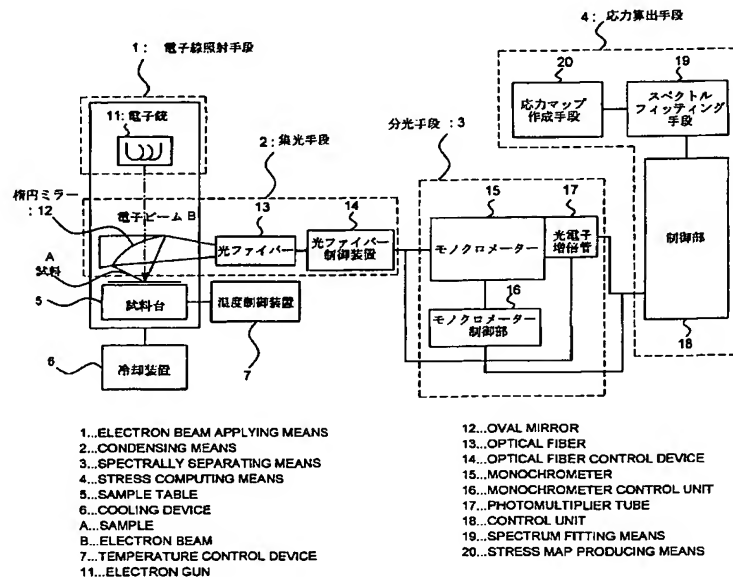 4: 応力算出手段
1: 電子線照射手段
20
19
応力マップ
作成手段
スペクトル
フィッティング
手段
11:電子銃
2:集光手段
分光手段:3
楕円ミラー
:12
電子ビーム B
13
14
15
17
光ファイバー
光ファイバー
制御装置
モノクロメーター
光電子
増倍管
制御部
A
試料
5
試料台
温度制御装置
16
モノクロメーター
制御部
6
冷却装置
7
18
1...ELECTRON BEAM APPLYING MEANS
2...CONDENSING MEANS
3...SPECTRALLY SEPARATING MEANS
4...STRESS COMPUTING MEANS
5...SAMPLE TABLE
6...COOLING DEVICE
A...SAMPLE
B...ELECTRON BEAM
7...TEMPERATURE CONTROL DEVICE
11...ELECTRON GUN
12...OVAL MIRROR
13...OPTICAL FIBER
14...OPTICAL FIBER CONTROL DEVICE
15...MONOCHROMETER
16...MONOCHROMETER CONTROL UNIT
17...PHOTOMULTIPLIER TUBE
18...CONTROL UNIT
19...SPECTRUM FITTING MEANS
20...STRESS MAP PRODUCING MEANS